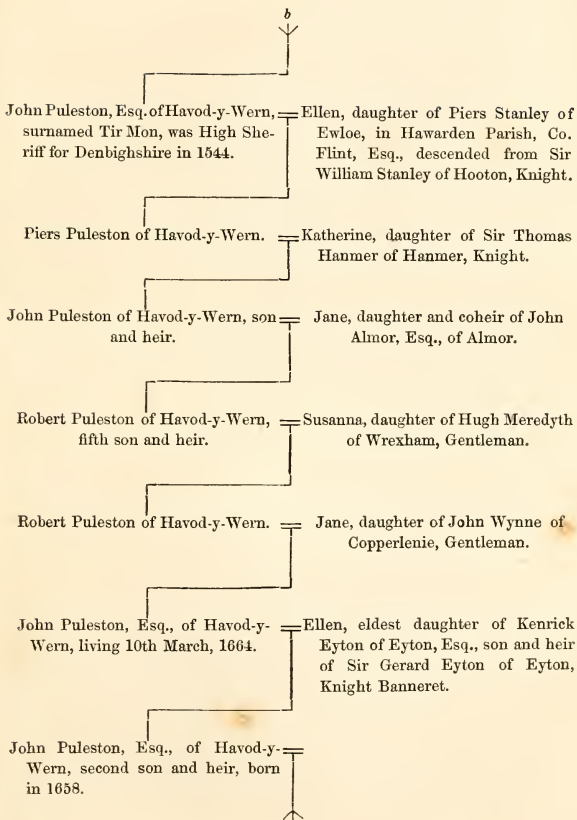 b
John Puleston, Esq. of Havod-y-Wern,
surnamed Tir Mon, was High She-
riff for Denbighshire in 1544.
Ellen, daughter of Piers Stanley of
Ewloe, in Hawarden Parish, Co.
Flint, Esq., descended from Sir
William Stanley of Hooton, Knight.
Piers Puleston of Havod-y-Wern.
Katherine, daughter of Sir Thomas
Hanmer of Hanmer, Knight.
John Puleston of Havod-y-Wern, son
and heir.
Jane, daughter and coheir of John
Almor, Esq., of Almor.
Robert Puleston of Havod-y-Wern,
fifth son and heir.
Susanna, daughter of Hugh Meredyth
of Wrexham, Gentleman.
Robert Puleston of Havod-y-Wern.
Jane, daughter of John Wynne of
Copperlenie, Gentleman.
John Puleston, Esq., of Havod-y-
Wern, living 10th March, 1664.
Ellen, eldest daughter of Kenrick
Eyton of Eyton, Esq., son and heir
of Sir Gerard Eyton of Eyton,
Knight Banneret.
John Puleston, Esq., of Havod-y-
Wern, second son and heir, born
in 1658.